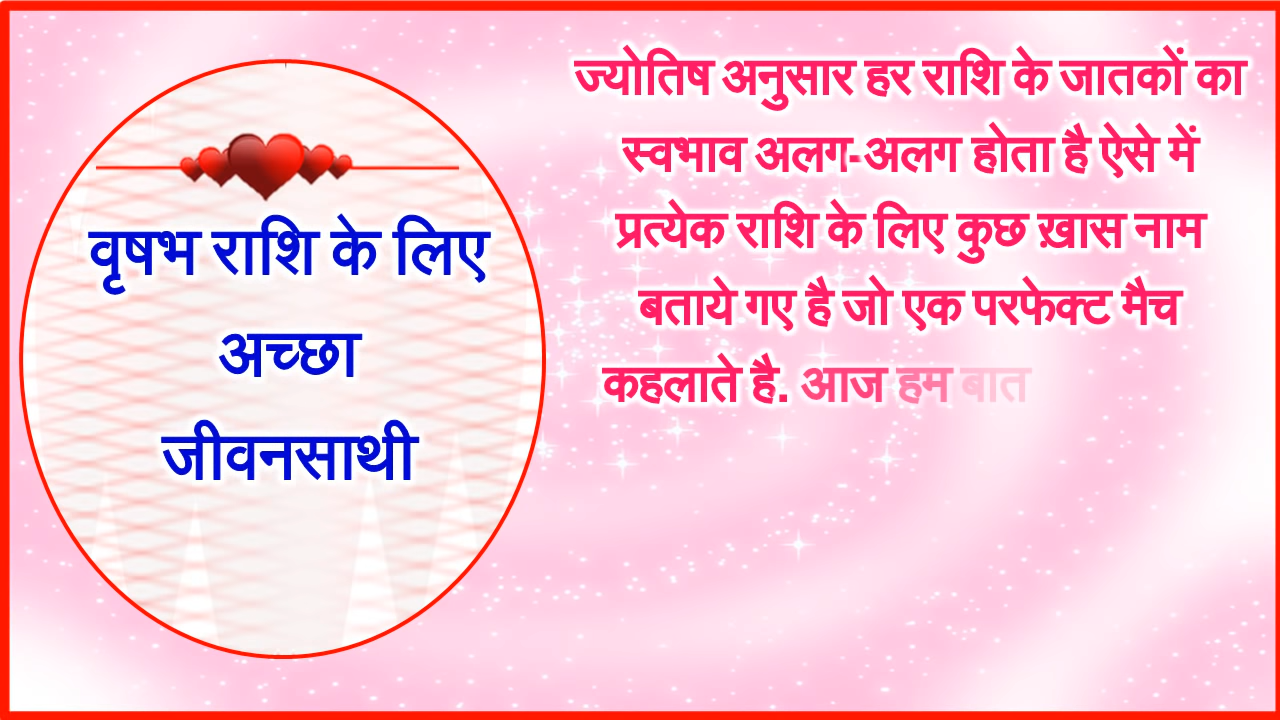 वृषभ राशि के लिए
अच्छा
जीवनसाथी
ज्योतिष अनुसार हर राशि के जातकों का
स्वभाव अलग-अलग होता है ऐसे में
प्रत्येक राशि के लिए कुछ ख़ास नाम
बताये गए है जो एक परफेक्ट मैच
कहलाते है. आज हम बात